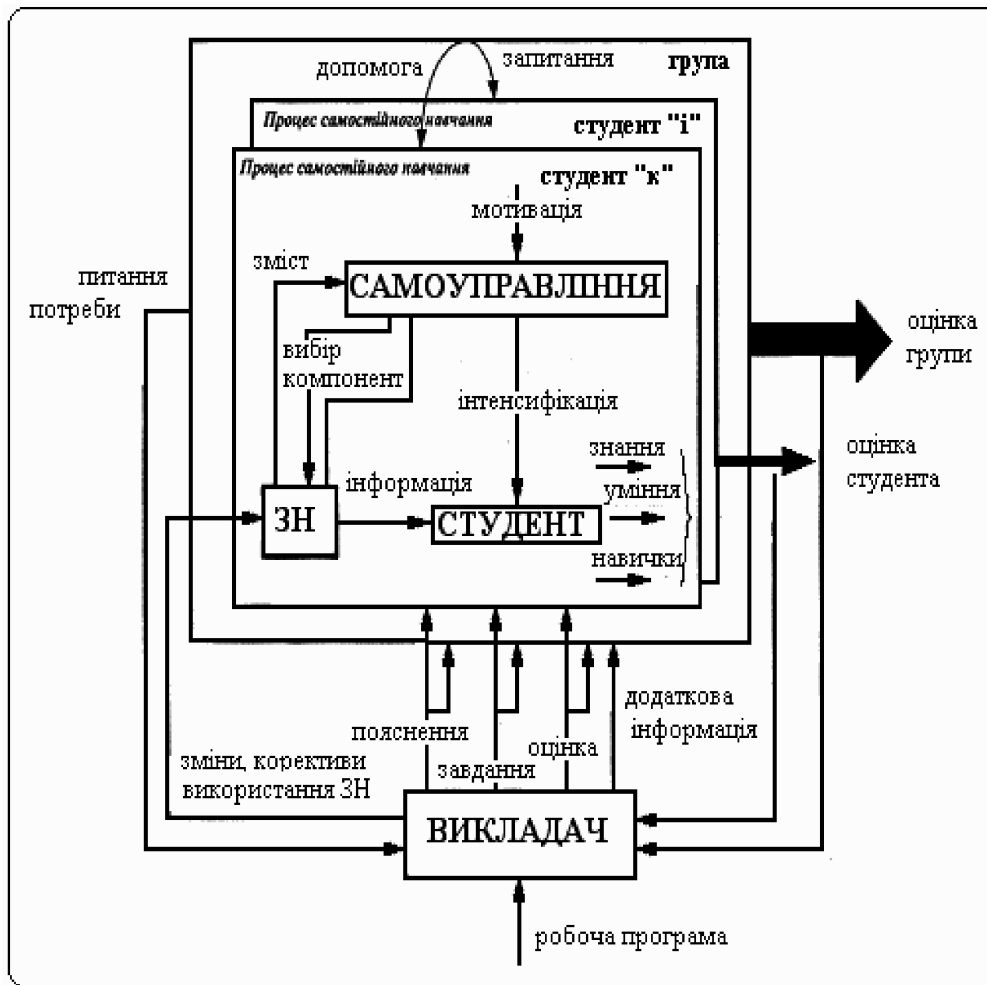 допомога
запитання
група
Процес самостійного навчання
студент "і"
Процес самостійного навчання
студент "к"
мотивація
зміст
САМОУПРАВЛІННЯ
питання
потреби
вибір
компонент
оцінка
групи
інтенсифікація
знання
оцінка
студента
інформація
уміння
ЗН
СТУДЕНТ
навички
пояснення
завдання
оцінка
додаткова
інформація
зміни, корективи
використання ЗН
ВИКЛАДАЧ
робоча програма